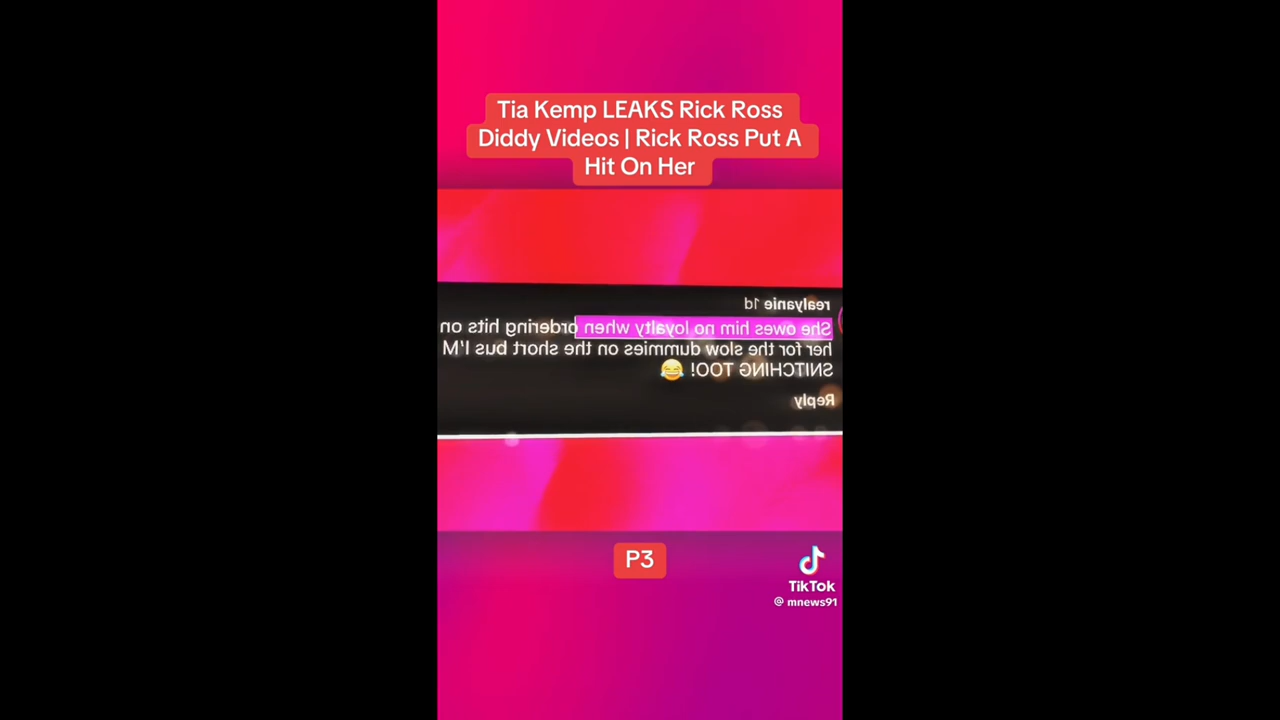 Tia Kemp LEAKS Rick Ross
Diddy Videos | Rick Ross Put A
Hit On Her
realyanie 1d
She owes him no loyalty when ordering hits on
her for the slow dummies on the short bus I'M
SNITCHING TOO! 😂
Reply
P3
TikTok
@ mnews91